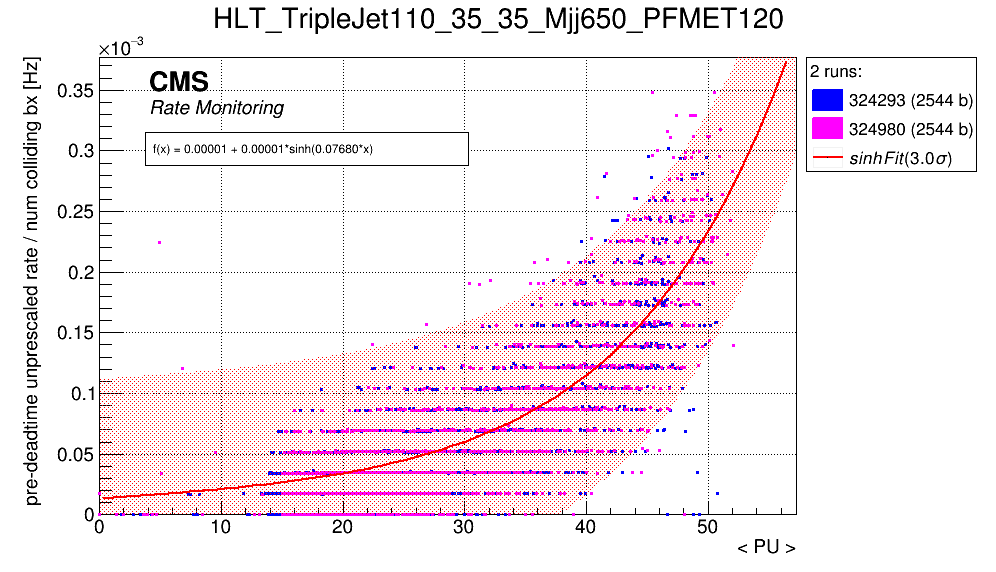 HLT_TripleJet110_35_35_Mjj650_PFMET120
×10⁻³
pre-deadtime unprescaled rate / num colliding bx [Hz]
CMS
Rate Monitoring
f(x) = 0.00001 + 0.00001*sinh(0.07680*x)
2 runs:
324293 (2544 b)
324980 (2544 b)
sinhFit(3.0σ)
0.35
0.3
0.25
0.2
0.15
0.1
0.05
0
0 10 20 30 40 50
< PU >